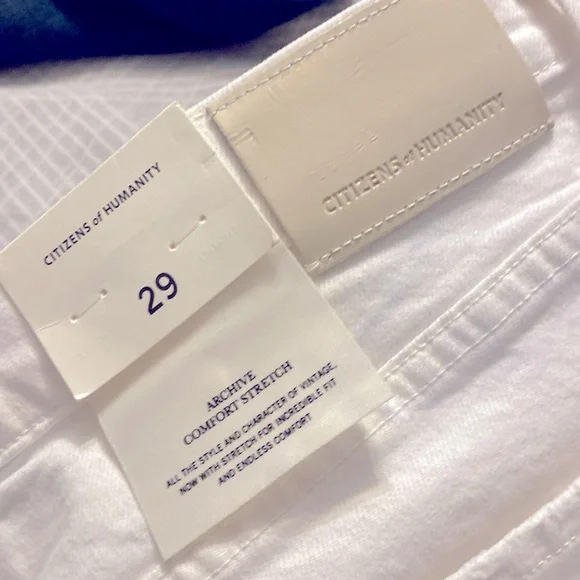 CITIZENS of HUMANITY
CITIZENS of HUMANITY
29
ARCHIVE
COMFORT STRETCH
ALL THE STYLE AND CHARACTER OF VINTAGE,
NOW WITH STRETCH FOR INCREDIBLE FIT
AND ENDLESS COMFORT